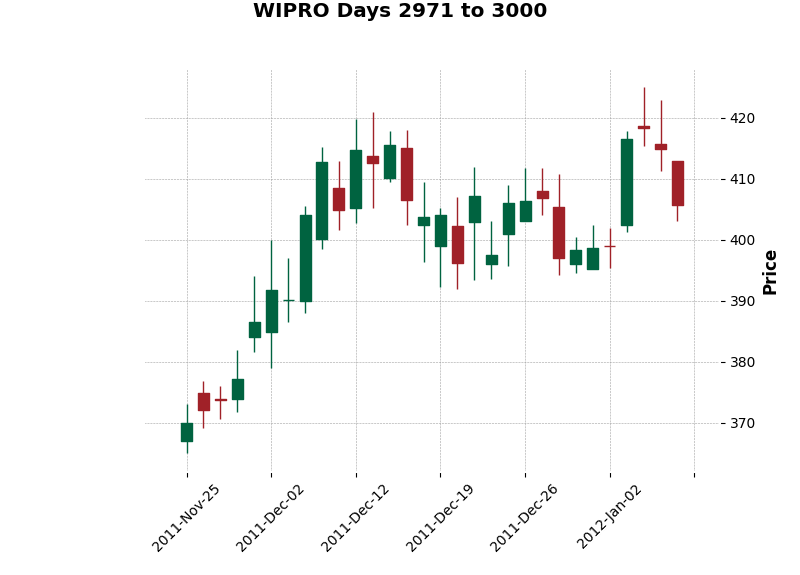 WIPRO Days 2971 to 3000
420
410
400
390
380
370
Price
2011-Nov-25
2011-Dec-02
2011-Dec-12
2011-Dec-19
2011-Dec-26
2012-Jan-02